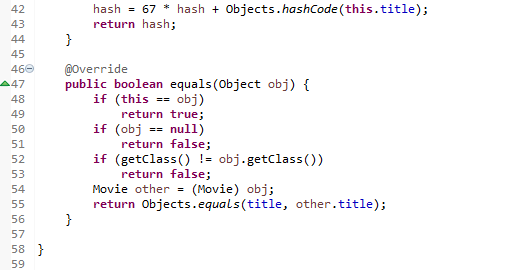 42 hash = 67 * hash + Objects.hashCode(this.title);
43 return hash;
44 }
45
46 @Override
47 public boolean equals(Object obj) {
48 if (this == obj)
49 return true;
50 if (obj == null)
51 return false;
52 if (getClass() != obj.getClass())
53 return false;
54 Movie other = (Movie) obj;
55 return Objects.equals(title, other.title);
56 }
57
58 }
59